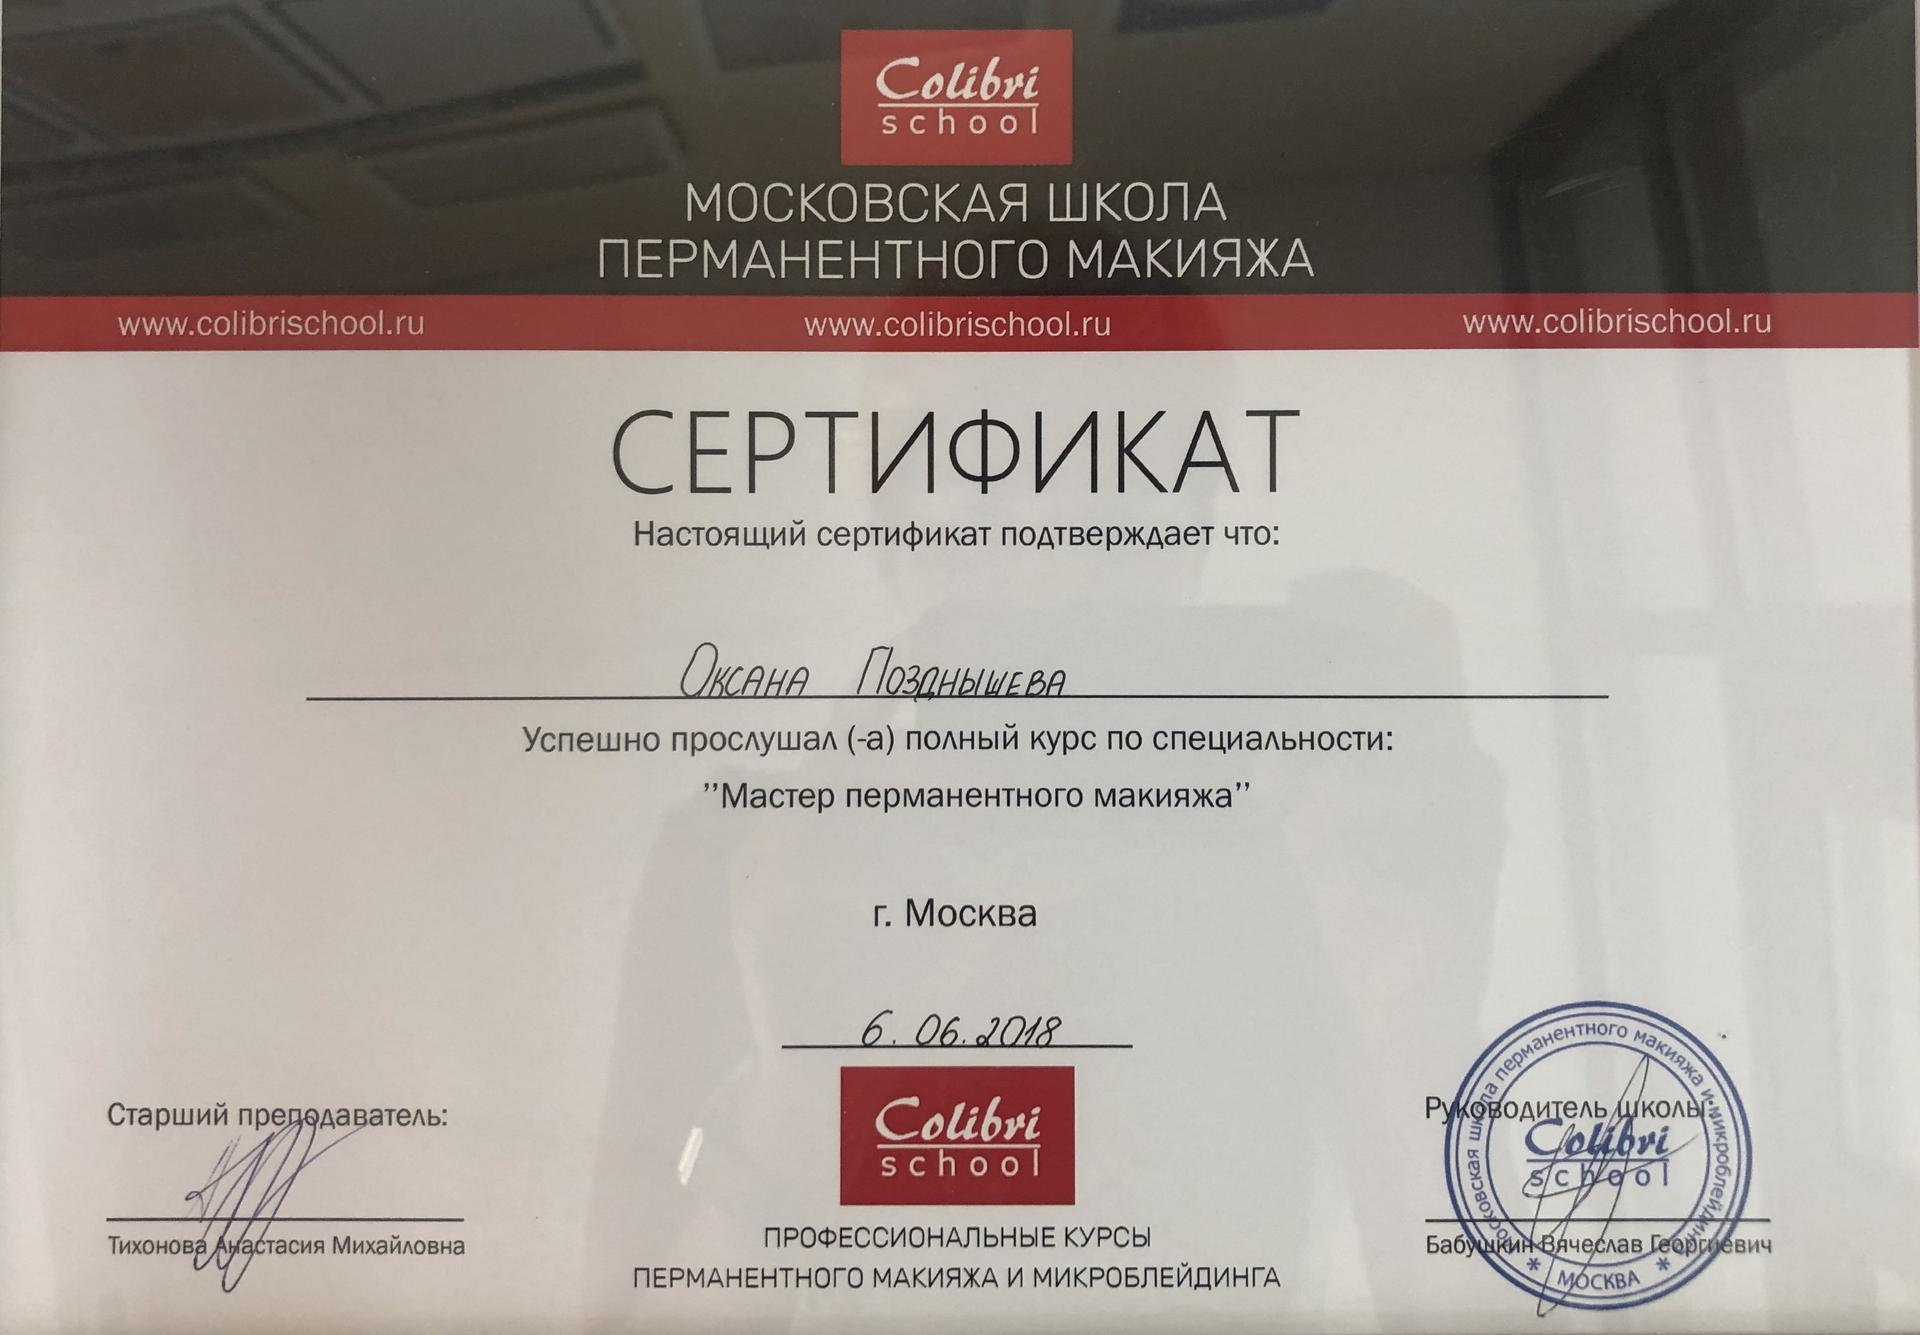 Colibri
school
МОСКОВСКАЯ ШКОЛА
ПЕРМАНЕНТНОГО МАКИЯЖА
www.colibrischool.ru www.colibrischool.ru www.colibrischool.ru
СЕРТИФИКАТ
Настоящий сертификат подтверждает что:
Оксана Позднышева
Успешно прослушал (-а) полный курс по специальности:
”Мастер перманентного макияжа”
г. Москва
6. 06. 2018
Старший преподаватель:
Тихонова Анастасия Михайловна
Colibri
school
ПРОФЕССИОНАЛЬНЫЕ КУРСЫ
ПЕРМАНЕНТНОГО МАКИЯЖА И МИКРОБЛЕЙДИНГА
Руководитель школы:
Московская школа перманентного макияжа и микроблейдинга
Colibri
school
Бабушкин Вячеслав Георгиевич
* МОСКВА *